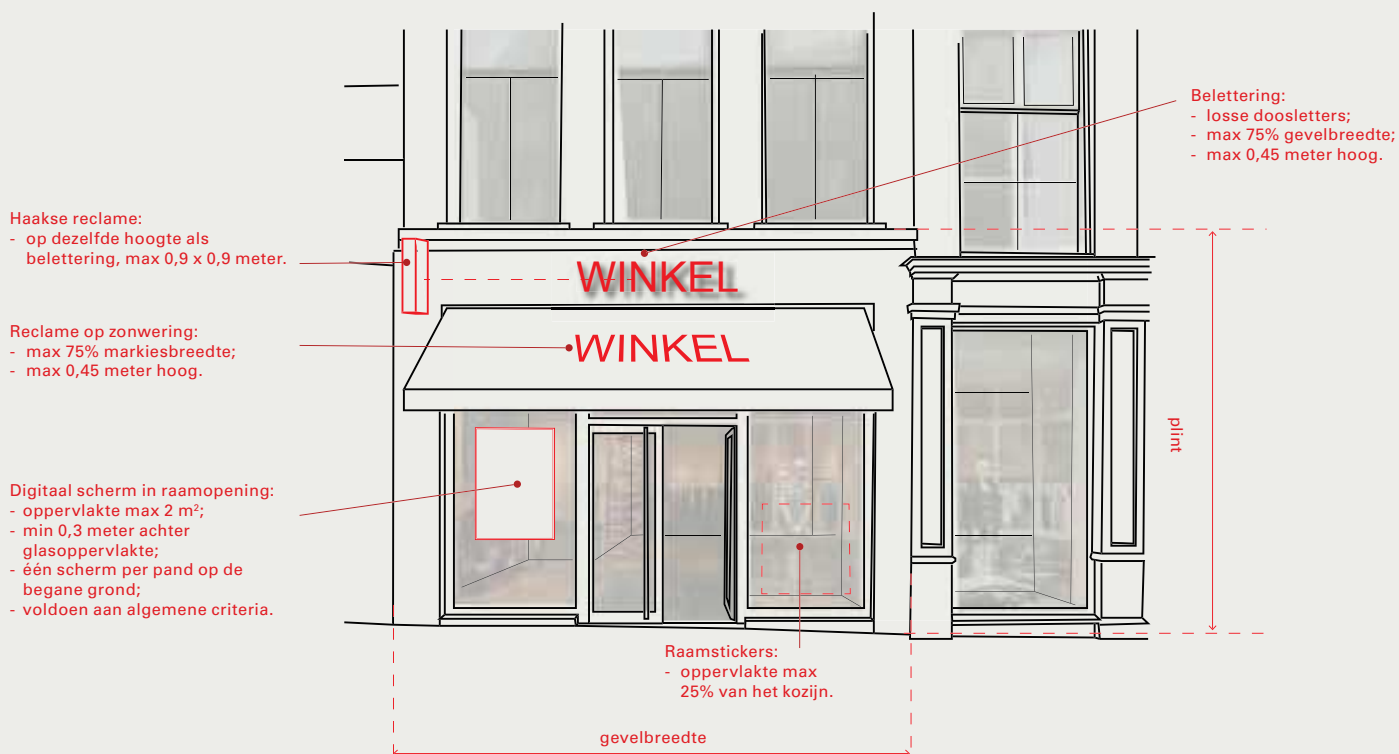 Belettering:
- losse doosletters;
- max 75% gevelbreedte;
- max 0,45 meter hoog.
Haakse reclame:
- op dezelfde hoogte als
belettering, max 0,9 x 0,9 meter.
WINKEL
Reclame op zonwering:
- max 75% markiesbreedte;
- max 0,45 meter hoog.
WINKEL
plint
Digitaal scherm in raamopening:
- oppervlakte max 2 m²;
- min 0,3 meter achter
glasoppervlakte;
- één scherm per pand op de
begane grond;
- voldoen aan algemene criteria.
Raamstickers:
- oppervlakte max
25% van het kozijn.
gevelbreedte